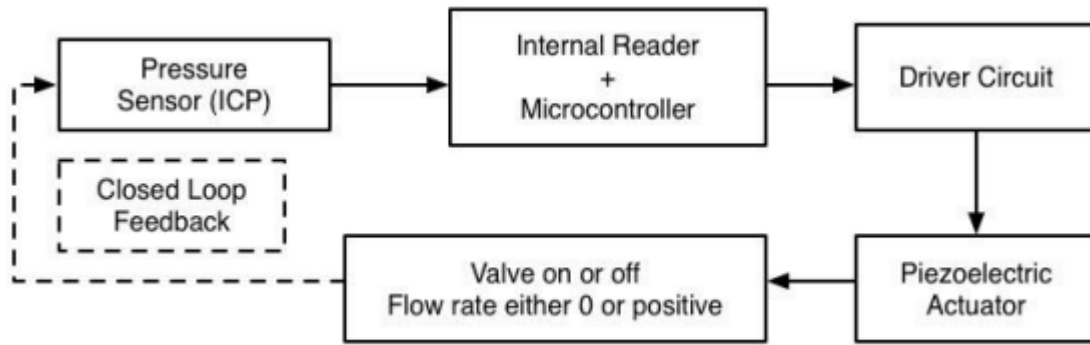 Pressure
Sensor (ICP)
Internal Reader
+
Microcontroller
Driver Circuit
Closed Loop
Feedback
Valve on or off
Flow rate either 0 or positive
Piezoelectric
Actuator